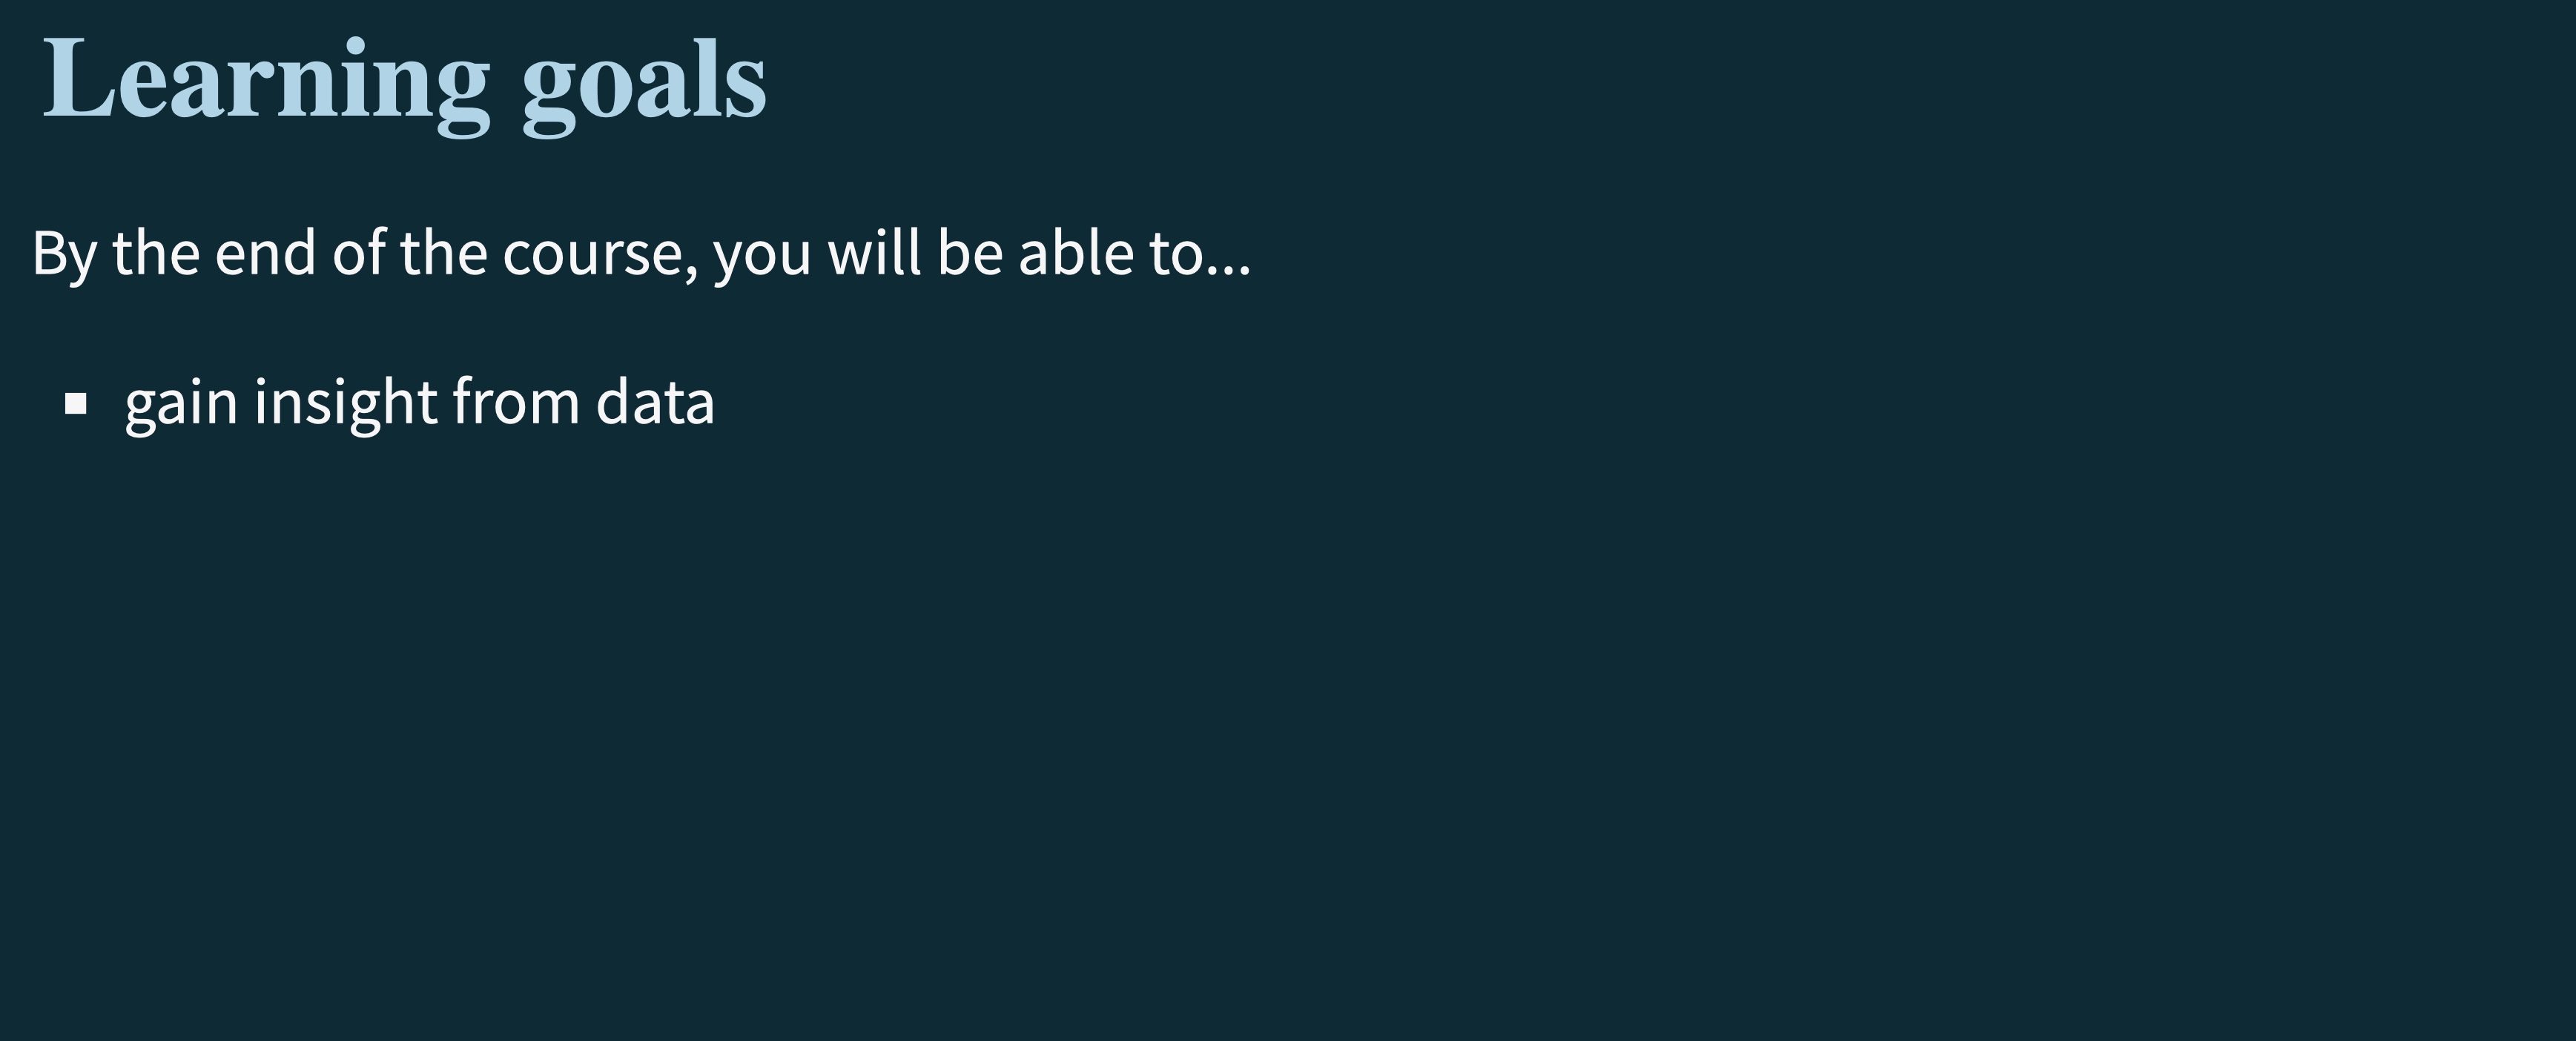 Learning goals
By the end of the course, you will be able to...
▪ gain insight from data